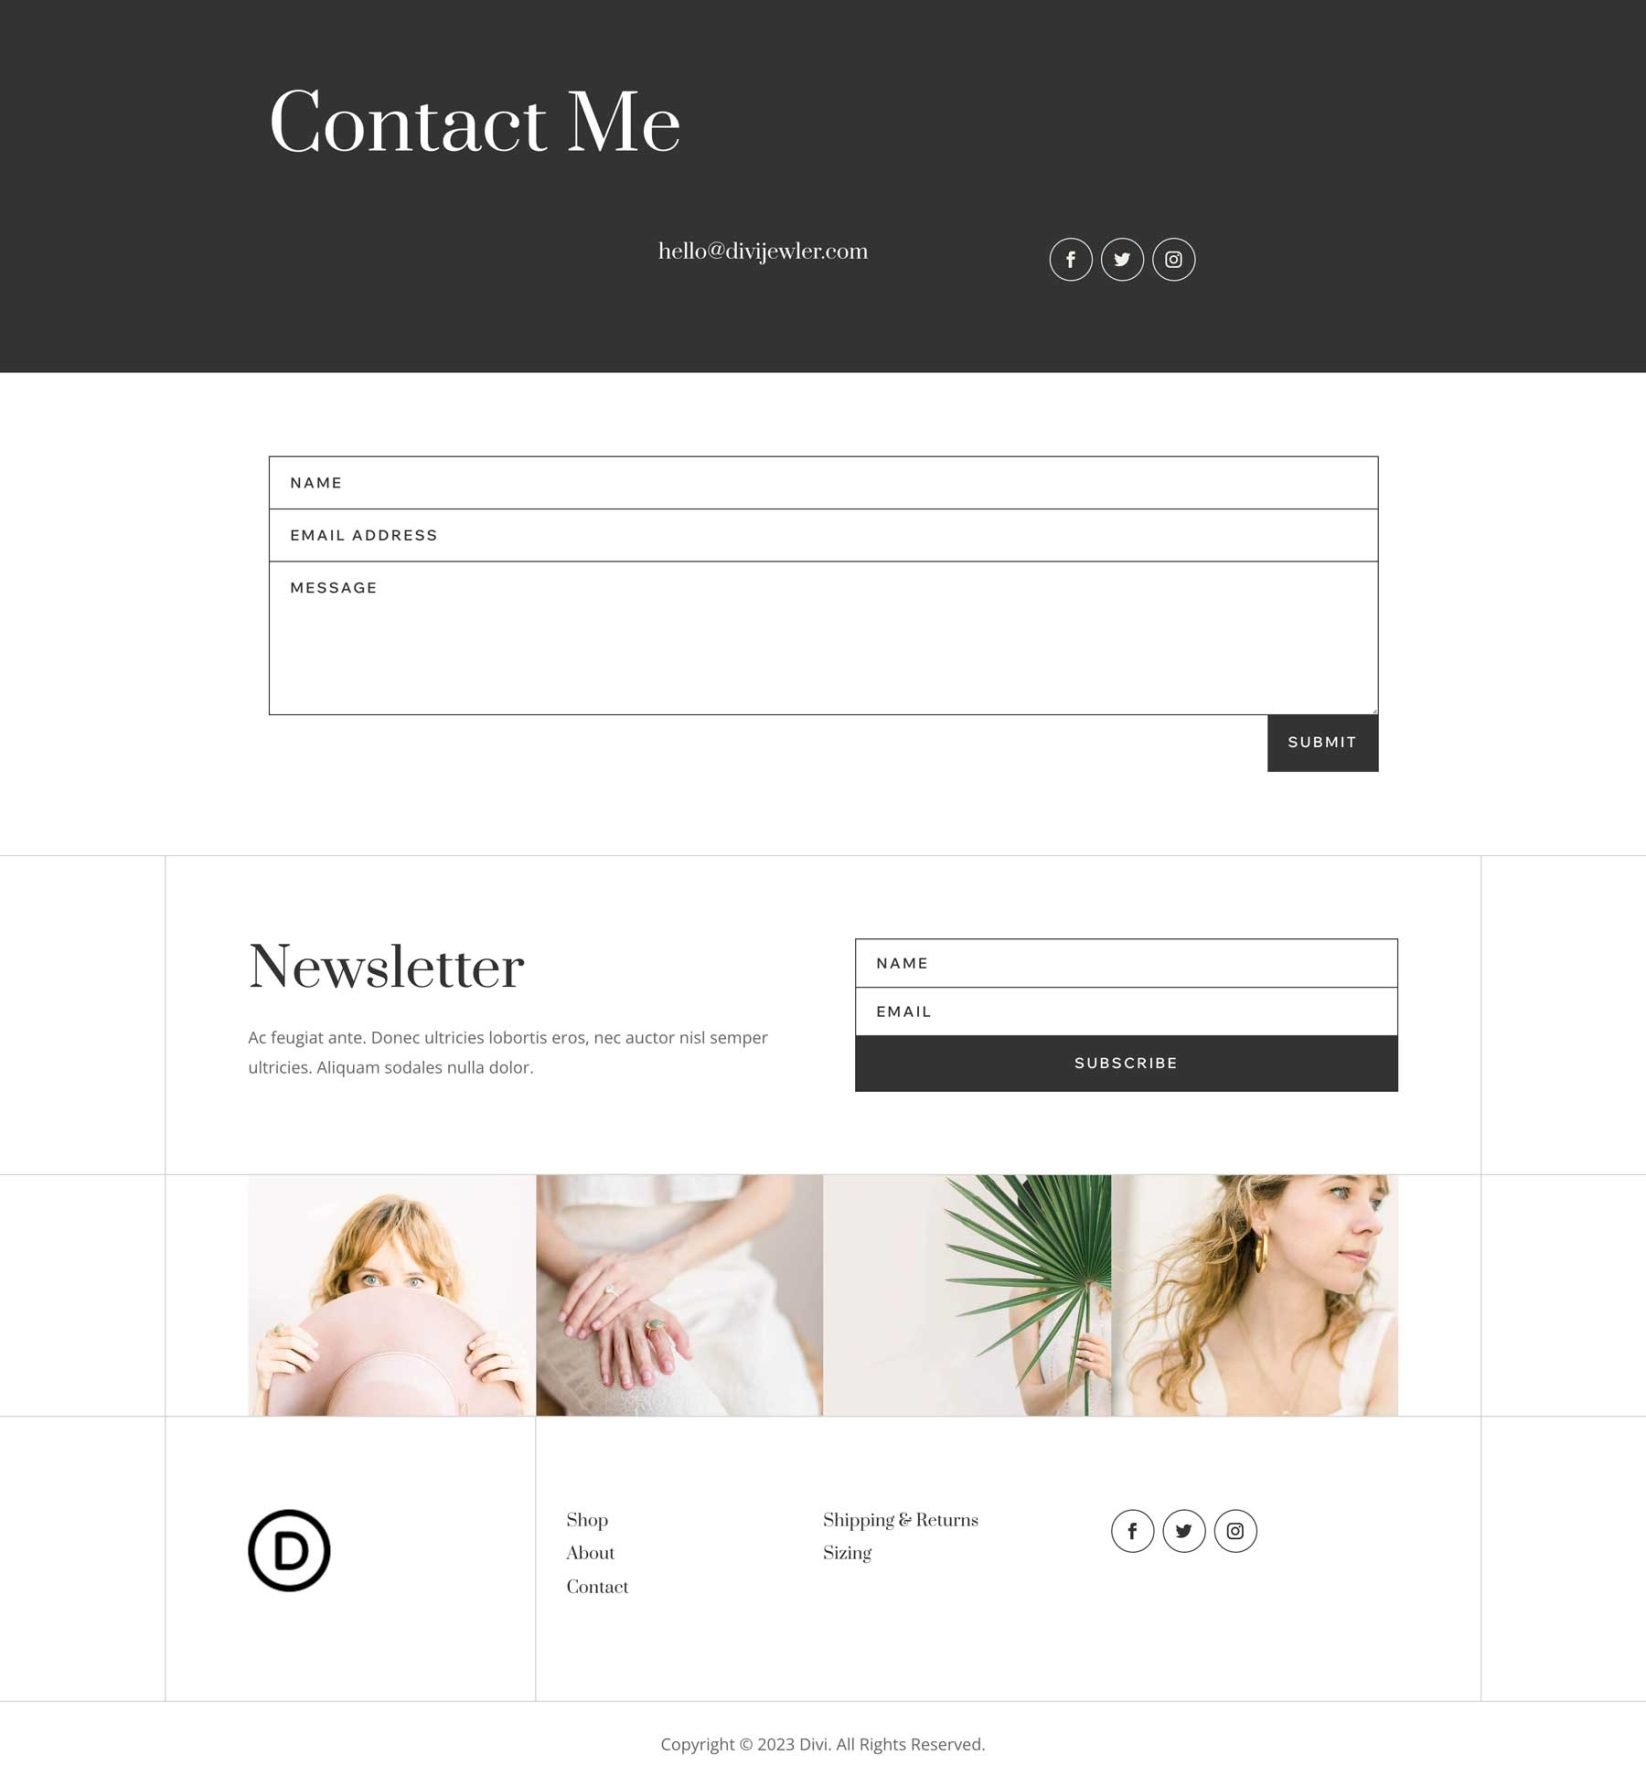 Contact Me
hello@divijewler.com
NAME
EMAIL ADDRESS
MESSAGE
SUBMIT
Newsletter
Ac feugiat ante. Donec ultricies lobortis eros, nec auctor nisl semper
ultricies. Aliquam sodales nulla dolor.
NAME
EMAIL
SUBSCRIBE
D
Shop
About
Contact
Shipping & Returns
Sizing
Copyright © 2023 Divi. All Rights Reserved.